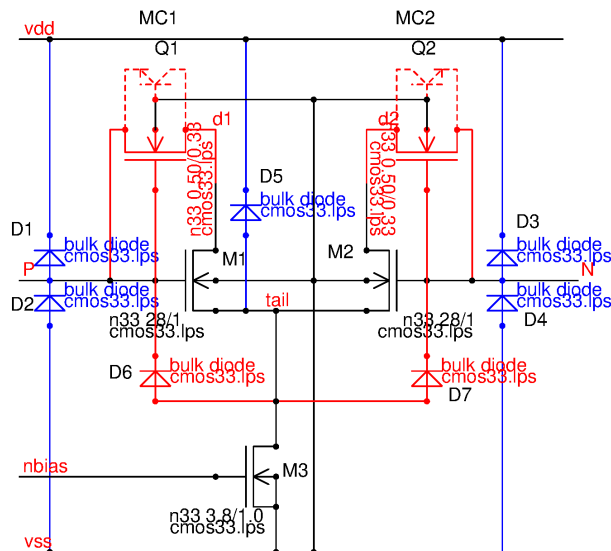 MC1 MC2
vdd
Q1 Q2
d1 d2
n33 0.50/0.33
cmos33.lps
n33 0.50/0.33
cmos33.lps
D5
bulk diode
cmos33.lps
D1 D3
bulk diode
cmos33.lps
bulk diode
cmos33.lps
M1 M2
P N
D2 D4
bulk diode
cmos33.lps
bulk diode
cmos33.lps
tail
n33 28/1
cmos33.lps
n33 28/1
cmos33.lps
D6 D7
bulk diode
cmos33.lps
bulk diode
cmos33.lps
nbias
M3
n33 3.8/1.0
cmos33.lps
vss